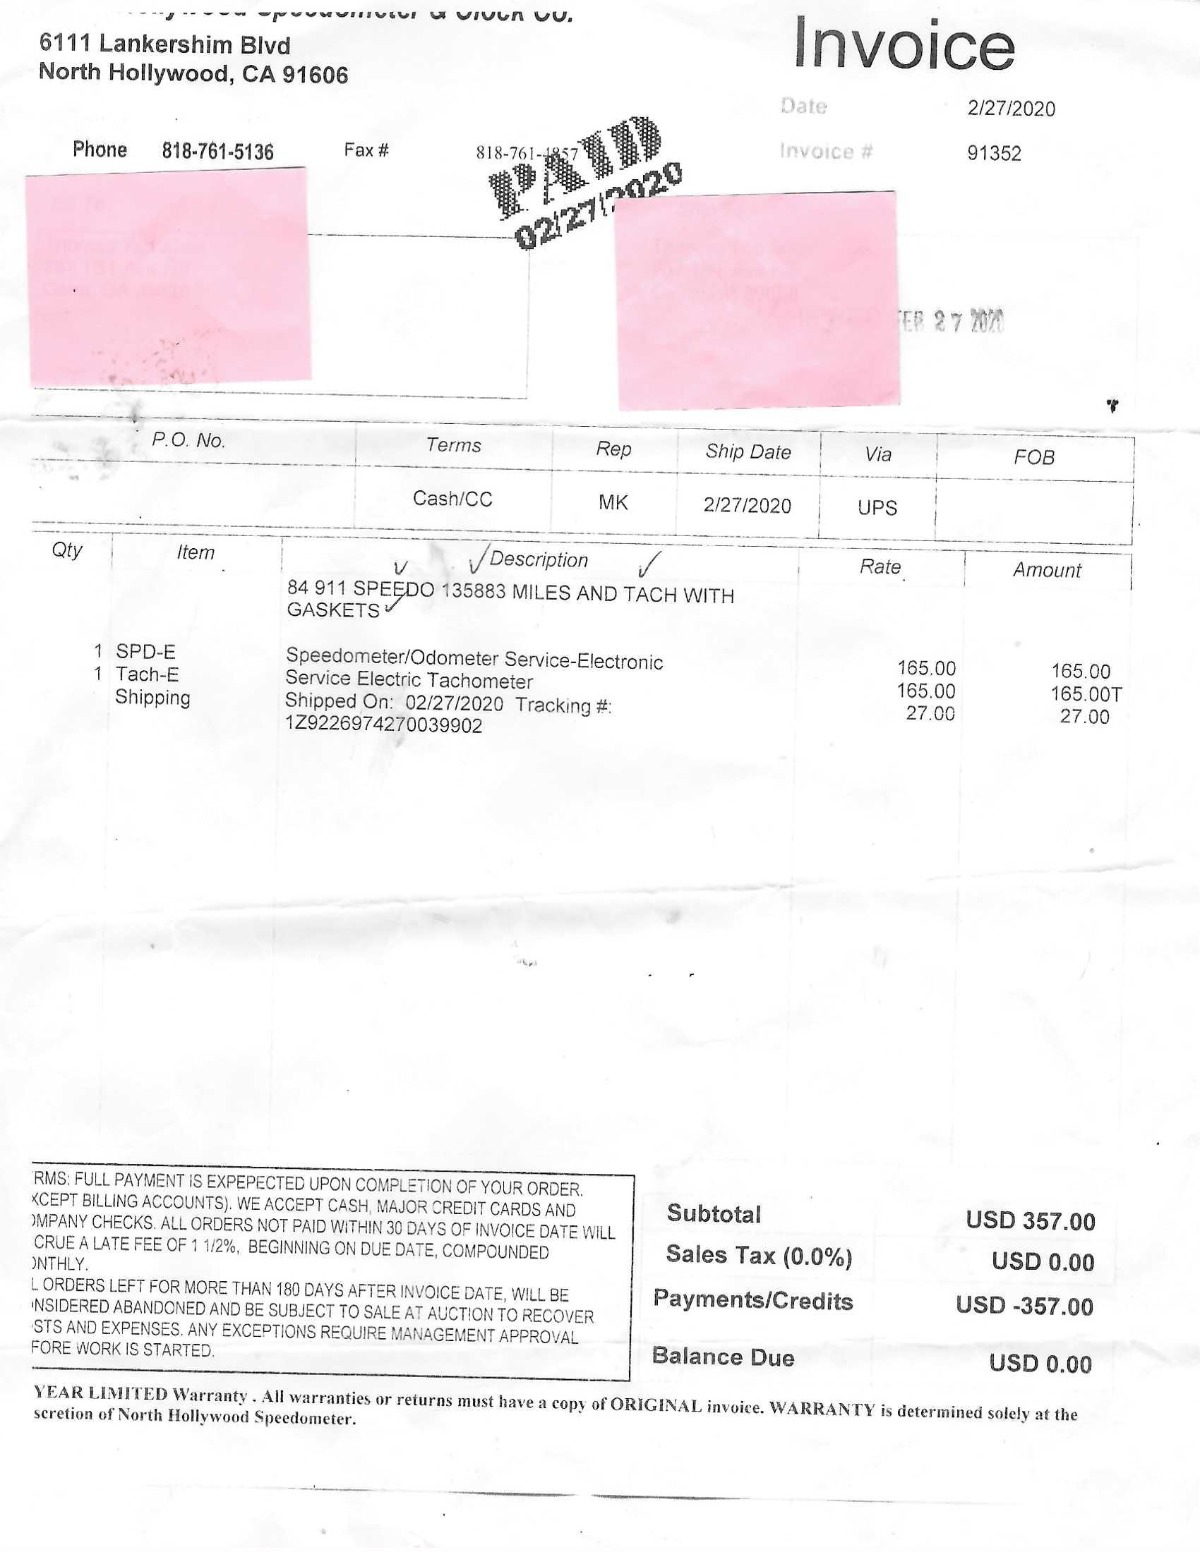 Speedometer & Clock CO.
6111 Lankershim Blvd
North Hollywood, CA 91606
Invoice
Date 2/27/2020
Phone 818-761-5136 Fax # 818-761-4857
Invoice # 91352
PAID
02/27/2020
27 2020
P.O. No. Terms Rep Ship Date Via FOB
Cash/CC MK 2/27/2020 UPS
Qty Item Description Rate Amount
84 911 SPEEDO 135883 MILES AND TACH WITH
GASKETS
1 SPD-E Speedometer/Odometer Service-Electronic 165.00 165.00
1 Tach-E Service Electric Tachometer 165.00 165.00T
Shipping Shipped On: 02/27/2020 Tracking #: 27.00 27.00
1Z9226974270039902
RMS: FULL PAYMENT IS EXPEPECTED UPON COMPLETION OF YOUR ORDER.
XCEPT BILLING ACCOUNTS). WE ACCEPT CASH, MAJOR CREDIT CARDS AND
OMPANY CHECKS. ALL ORDERS NOT PAID WITHIN 30 DAYS OF INVOICE DATE WILL
CRUE A LATE FEE OF 1 1/2%, BEGINNING ON DUE DATE, COMPOUNDED
ONTHLY.
L ORDERS LEFT FOR MORE THAN 180 DAYS AFTER INVOICE DATE, WILL BE
NSIDERED ABANDONED AND BE SUBJECT TO SALE AT AUCTION TO RECOVER
STS AND EXPENSES. ANY EXCEPTIONS REQUIRE MANAGEMENT APPROVAL
FORE WORK IS STARTED.
Subtotal USD 357.00
Sales Tax (0.0%) USD 0.00
Payments/Credits USD -357.00
Balance Due USD 0.00
YEAR LIMITED Warranty . All warranties or returns must have a copy of ORIGINAL invoice. WARRANTY is determined solely at the
scretion of North Hollywood Speedometer.